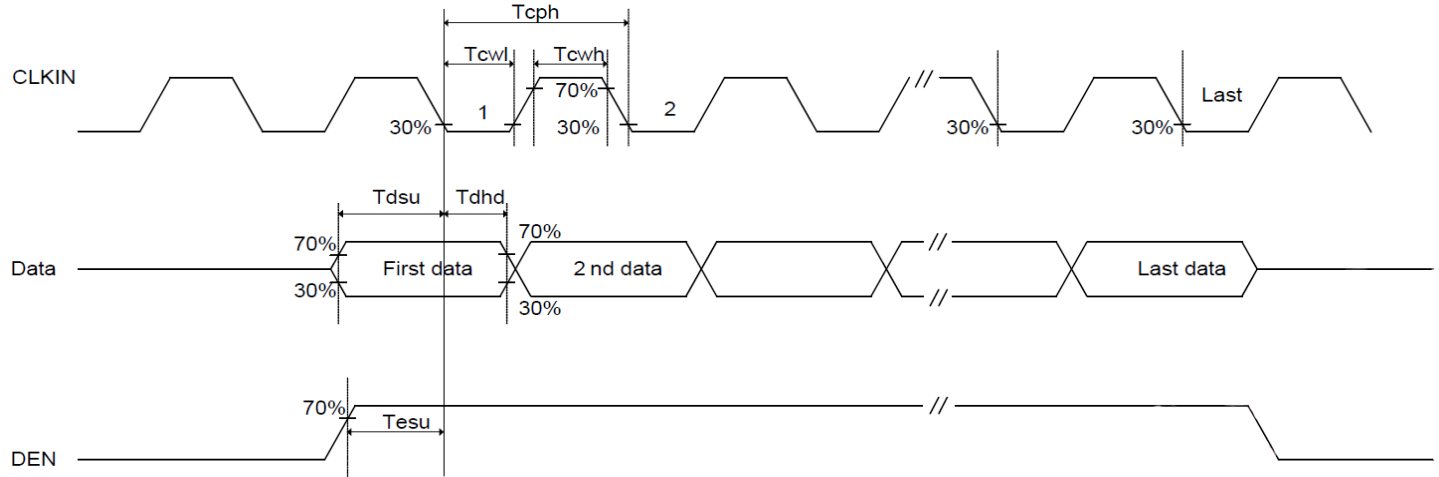 Tcph
Tcwl Tcwh
CLKIN
70%
30% 1 30% 2 30% 30% Last
Tdsu Tdhd
70% 70%
Data First data 2 nd data Last data
30% 30%
70%
Tesu
DEN